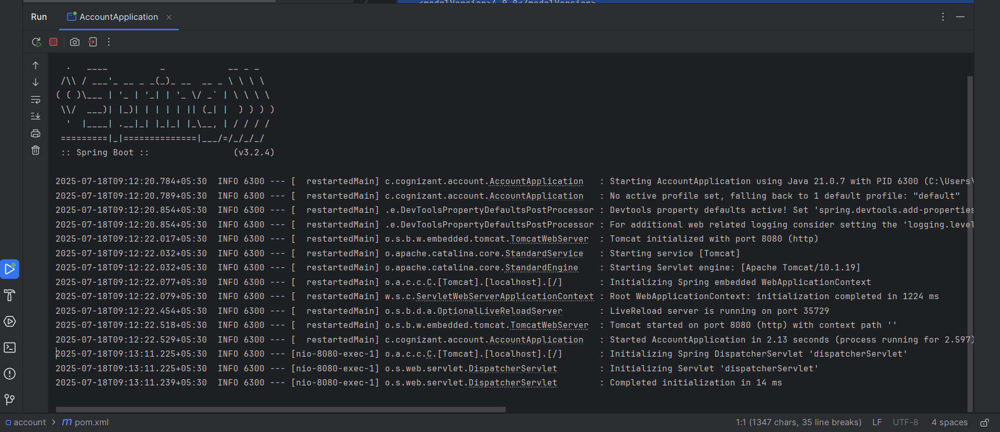 <modelVersion>4.0.0</modelVersion>
Run AccountApplication
  .   ____          _            __ _ _
 /\\ / ___'_ __ _ _(_)_ __  __ _ \ \ \ \
( ( )\___ | '_ | '_| | '_ \/ _` | \ \ \ \
 \\/  ___)| |_)| | | | | || (_| |  ) ) ) )
  '  |____| .__|_| |_|_| |_\__, | / / / /
 =========|_|==============|___/=/_/_/_/
 :: Spring Boot ::                (v3.2.4)
2025-07-18T09:12:20.784+05:30  INFO 6300 --- [  restartedMain] c.cognizant.account.AccountApplication   : Starting AccountApplication using Java 21.0.7 with PID 6300 (C:\Users\
2025-07-18T09:12:20.789+05:30  INFO 6300 --- [  restartedMain] c.cognizant.account.AccountApplication   : No active profile set, falling back to 1 default profile: "default"
2025-07-18T09:12:20.854+05:30  INFO 6300 --- [  restartedMain] .e.DevToolsPropertyDefaultsPostProcessor : Devtools property defaults active! Set 'spring.devtools.add-properties
2025-07-18T09:12:20.854+05:30  INFO 6300 --- [  restartedMain] .e.DevToolsPropertyDefaultsPostProcessor : For additional web related logging consider setting the 'logging.level
2025-07-18T09:12:22.017+05:30  INFO 6300 --- [  restartedMain] o.s.b.w.embedded.tomcat.TomcatWebServer  : Tomcat initialized with port 8080 (http)
2025-07-18T09:12:22.032+05:30  INFO 6300 --- [  restartedMain] o.apache.catalina.core.StandardService   : Starting service [Tomcat]
2025-07-18T09:12:22.032+05:30  INFO 6300 --- [  restartedMain] o.apache.catalina.core.StandardEngine    : Starting Servlet engine: [Apache Tomcat/10.1.19]
2025-07-18T09:12:22.077+05:30  INFO 6300 --- [  restartedMain] o.a.c.c.C.[Tomcat].[localhost].[/]       : Initializing Spring embedded WebApplicationContext
2025-07-18T09:12:22.079+05:30  INFO 6300 --- [  restartedMain] w.s.c.ServletWebServerApplicationContext : Root WebApplicationContext: initialization completed in 1224 ms
2025-07-18T09:12:22.454+05:30  INFO 6300 --- [  restartedMain] o.s.b.d.a.OptionalLiveReloadServer       : LiveReload server is running on port 35729
2025-07-18T09:12:22.518+05:30  INFO 6300 --- [  restartedMain] o.s.b.w.embedded.tomcat.TomcatWebServer  : Tomcat started on port 8080 (http) with context path ''
2025-07-18T09:12:22.529+05:30  INFO 6300 --- [  restartedMain] c.cognizant.account.AccountApplication   : Started AccountApplication in 2.13 seconds (process running for 2.597)
2025-07-18T09:13:11.225+05:30  INFO 6300 --- [nio-8080-exec-1] o.a.c.c.C.[Tomcat].[localhost].[/]       : Initializing Spring DispatcherServlet 'dispatcherServlet'
2025-07-18T09:13:11.225+05:30  INFO 6300 --- [nio-8080-exec-1] o.s.web.servlet.DispatcherServlet        : Initializing Servlet 'dispatcherServlet'
2025-07-18T09:13:11.239+05:30  INFO 6300 --- [nio-8080-exec-1] o.s.web.servlet.DispatcherServlet        : Completed initialization in 14 ms
account > m pom.xml 1:1 (1347 chars, 35 line breaks) LF UTF-8 4 spaces